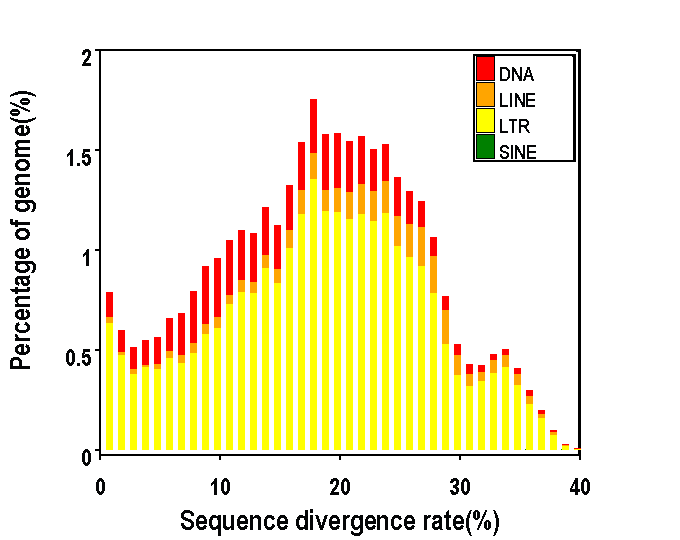 Percentage of genome(%)
2
1.5
1
0.5
0
DNA
LINE
LTR
SINE
0 10 20 30 40
Sequence divergence rate(%)